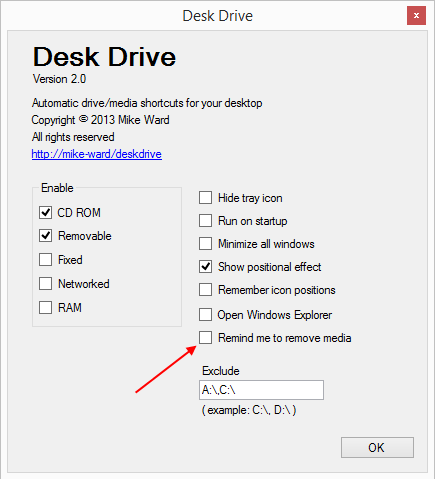 Desk Drive
x
Desk Drive
Version 2.0
Automatic drive/media shortcuts for your desktop
Copyright © 2013 Mike Ward
All rights reserved
http://mike-ward/deskdrive
Enable
CD ROM
Removable
Fixed
Networked
RAM
Hide tray icon
Run on startup
Minimize all windows
Show positional effect
Remember icon positions
Open Windows Explorer
Remind me to remove media
Exclude
A:\,C:\
( example: C:\, D:\ )
OK